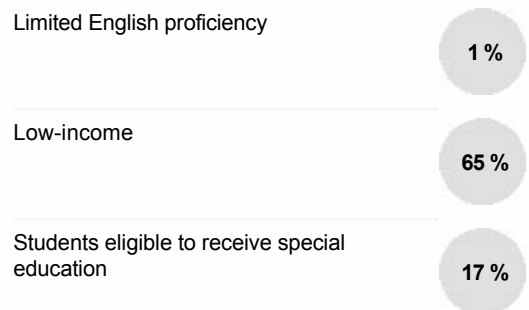 Limited English proficiency
1 %
Low-income
65 %
Students eligible to receive special
education
17 %